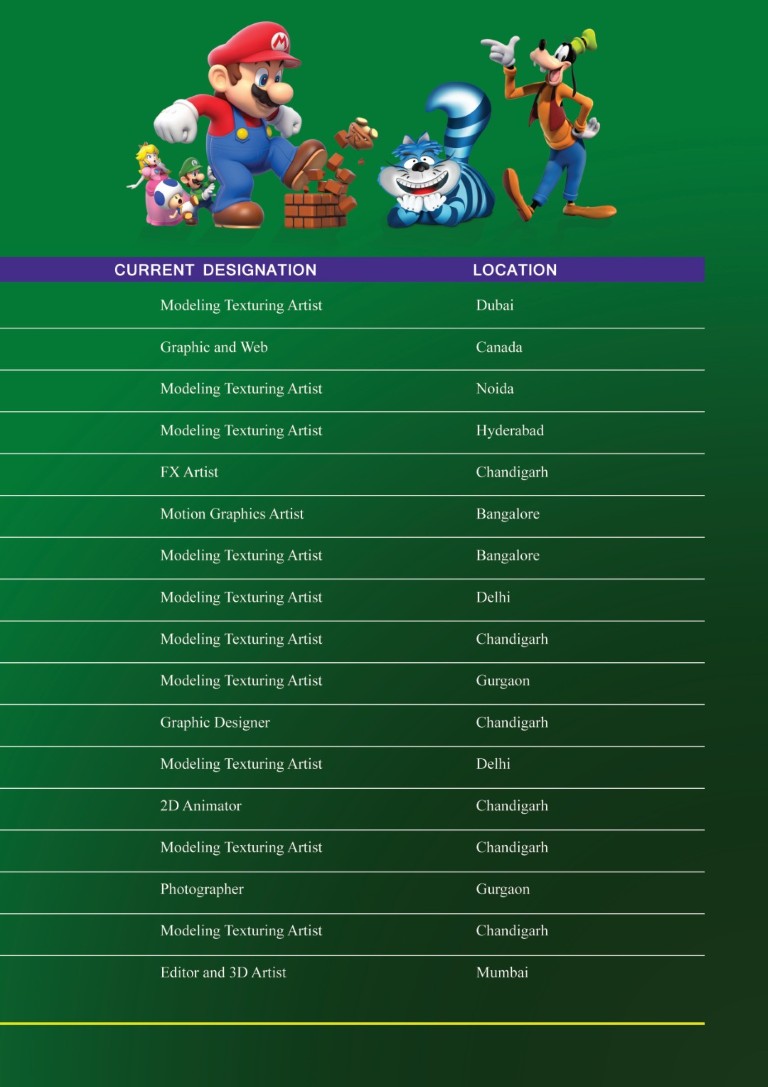 M
CURRENT DESIGNATION LOCATION
Modeling Texturing Artist Dubai
Graphic and Web Canada
Modeling Texturing Artist Noida
Modeling Texturing Artist Hyderabad
FX Artist Chandigarh
Motion Graphics Artist Bangalore
Modeling Texturing Artist Bangalore
Modeling Texturing Artist Delhi
Modeling Texturing Artist Chandigarh
Modeling Texturing Artist Gurgaon
Graphic Designer Chandigarh
Modeling Texturing Artist Delhi
2D Animator Chandigarh
Modeling Texturing Artist Chandigarh
Photographer Gurgaon
Modeling Texturing Artist Chandigarh
Editor and 3D Artist Mumbai